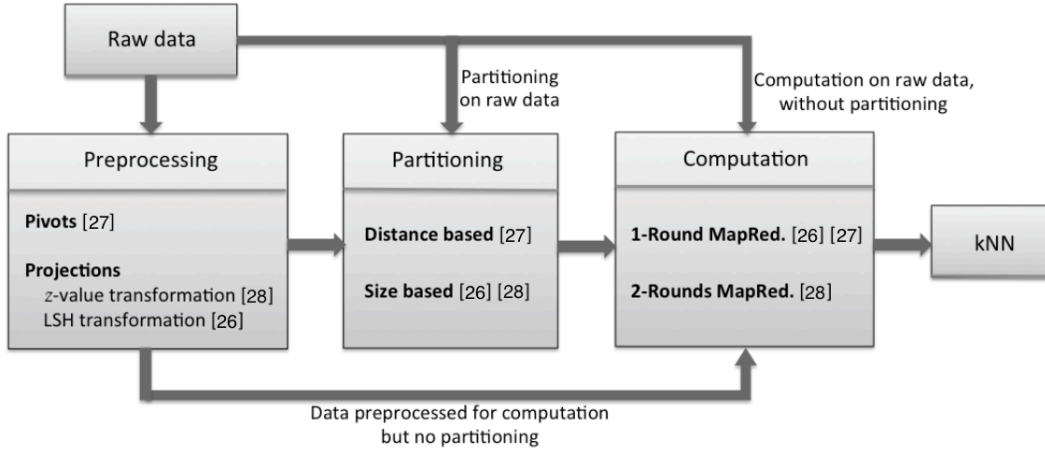 Raw data
Partitioning
on raw data
Computation on raw data,
without partitioning
Preprocessing
Pivots [27]
Projections
z-value transformation [28]
LSH transformation [26]
Partitioning
Distance based [27]
Size based [26] [28]
Computation
1-Round MapRed. [26] [27]
2-Rounds MapRed. [28]
kNN
Data preprocessed for computation
but no partitioning